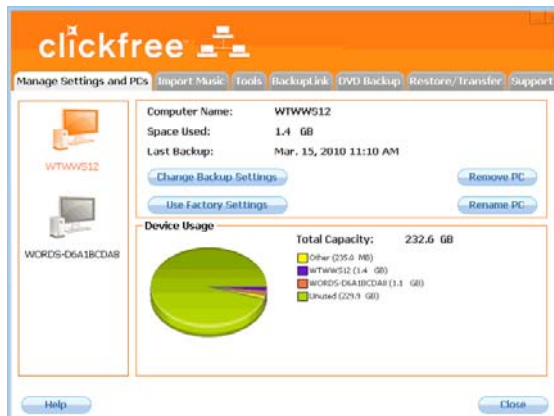 clickfree
Manage Settings and PCs Import Music Tools BackupLink DVD Backup Restore/Transfer Support
WTWWS12
WORDS-D6A1BCDA8
Computer Name: WTWWS12
Space Used: 1.4 GB
Last Backup: Mar. 15, 2010 11:10 AM
Change Backup Settings Remove PC
Use Factory Settings Rename PC
Device Usage
Total Capacity: 232.6 GB
Other (235.0 MB)
WTWWS12 (1.4 GB)
WORDS-D6A1BCDA8 (1.1 GB)
Unused (229.9 GB)
Help Close